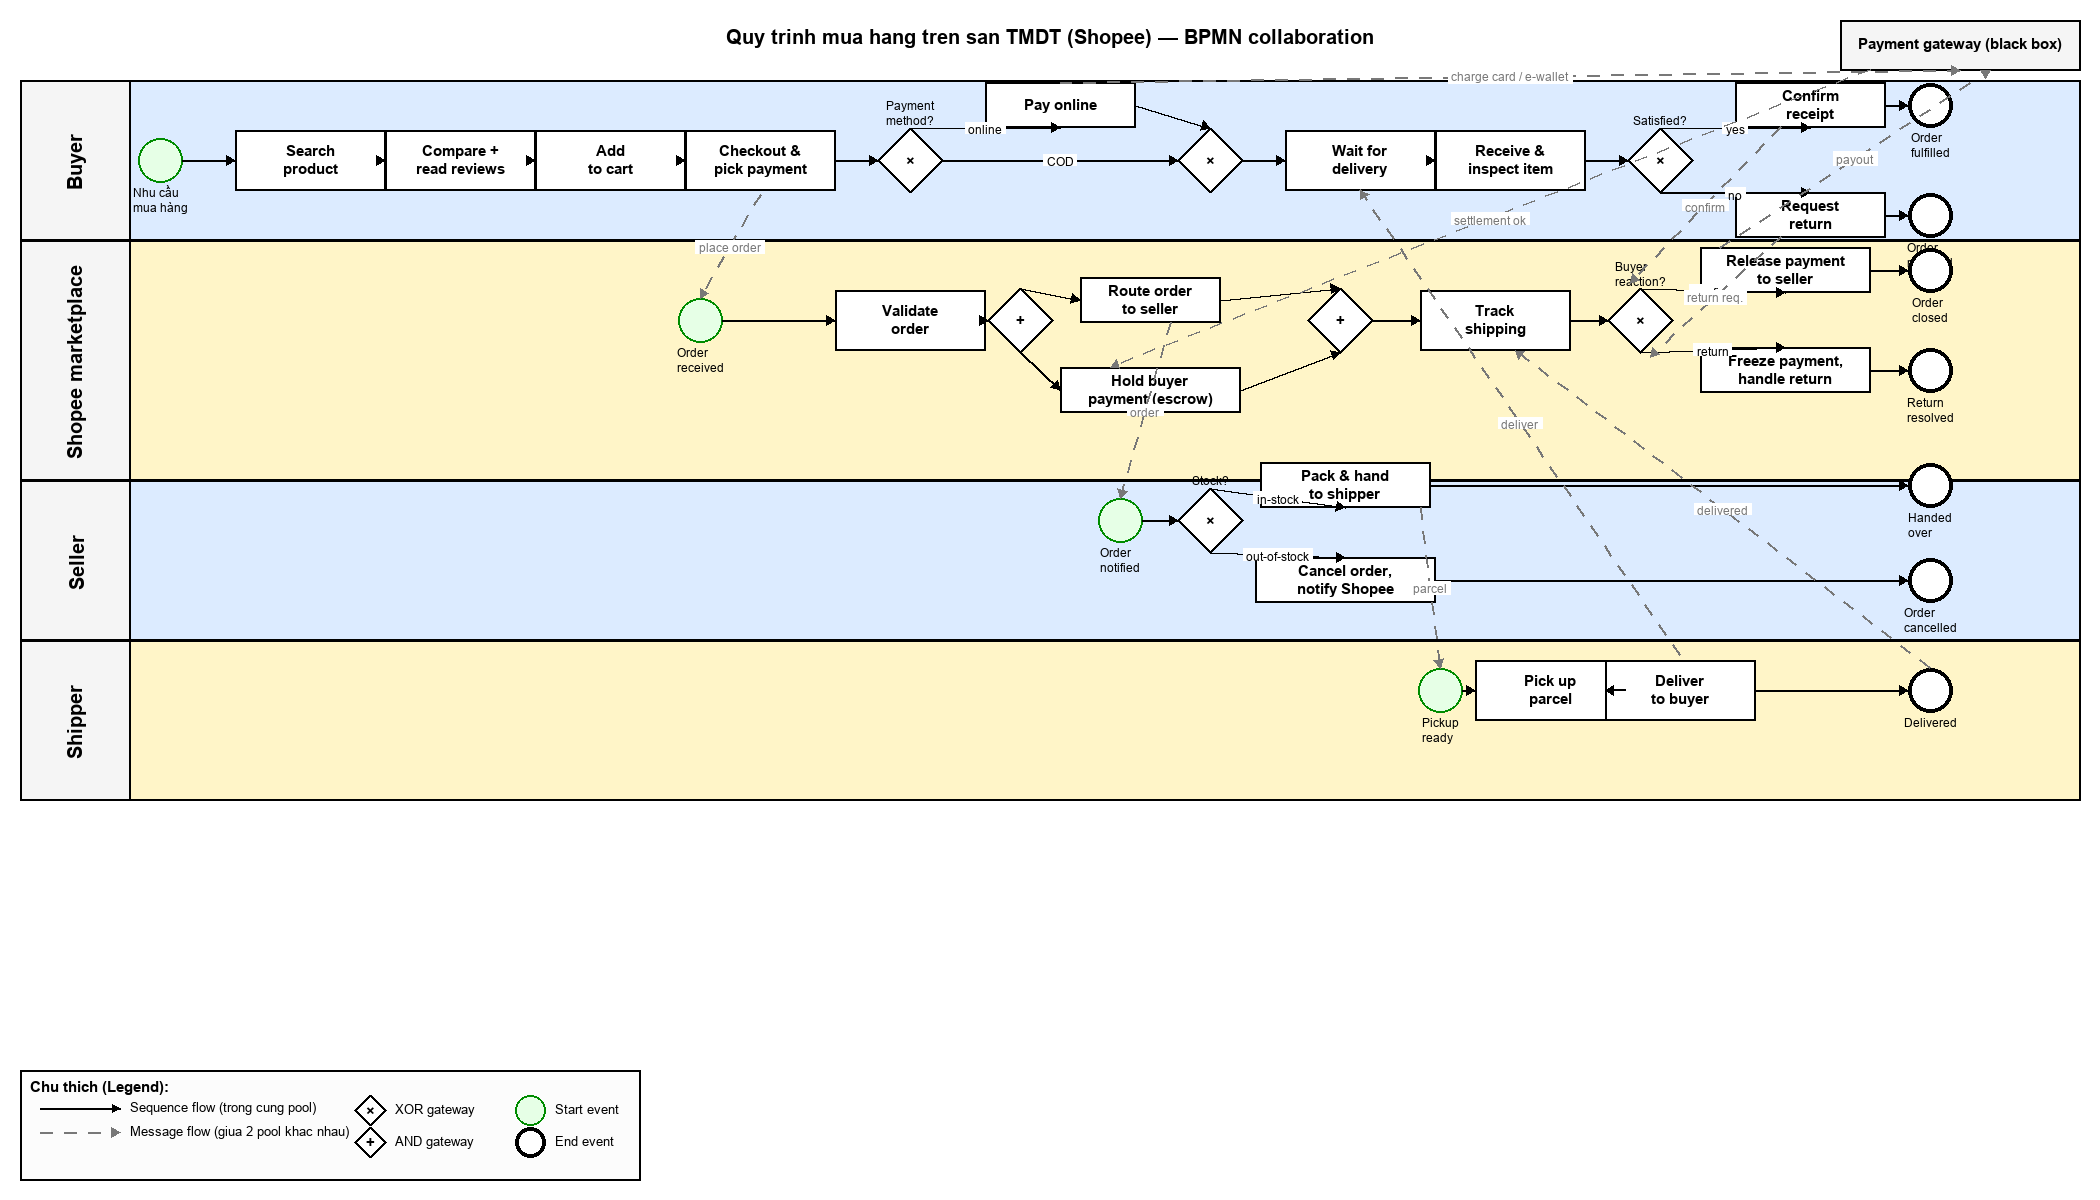 Quy trinh mua hang tren san TMDT (Shopee) — BPMN collaboration
Payment gateway (black box)
charge card / e-wallet
Buyer
Nhu cầu
mua hàng
Search
product
Compare +
read reviews
Add
to cart
Checkout &
pick payment
Payment
method?
online
COD
Pay online
Wait for
delivery
Receive &
inspect item
Satisfied?
yes
no
Confirm
receipt
Order
fulfilled
Request
return
Order
payout
confirm
settlement ok
place order
Shopee marketplace
Order
received
Validate
order
+
Route order
to seller
Hold buyer
payment (escrow)
order
+
Track
shipping
Buyer
reaction?
return req.
return
Release payment
to seller
Order
closed
Freeze payment,
handle return
Return
resolved
deliver
delivered
Seller
Order
notified
Stock?
in-stock
out-of-stock
Pack & hand
to shipper
Handed
over
Cancel order,
notify Shopee
parcel
Order
cancelled
Shipper
Pickup
ready
Pick up
parcel
Deliver
to buyer
Delivered
Chu thich (Legend):
Sequence flow (trong cung pool)
Message flow (giua 2 pool khac nhau)
XOR gateway
+
AND gateway
Start event
End event